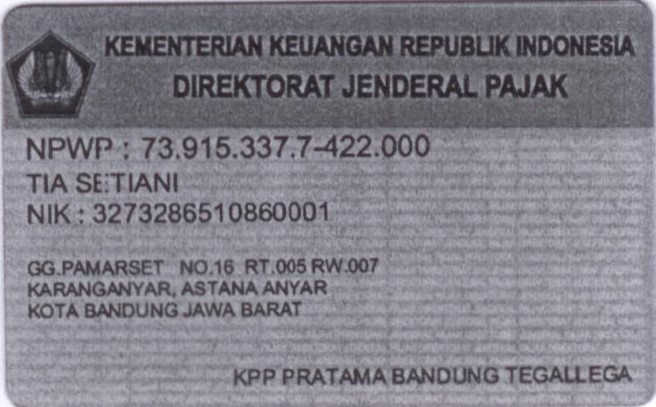 KEMENTERIAN KEUANGAN REPUBLIK INDONESIA
DIREKTORAT JENDERAL PAJAK
NPWP : 73.915.337.7-422.000
TIA SETIANI
NIK : 3273286510860001
GG.PAMARSET NO.16 RT.005 RW.007
KARANGANYAR, ASTANA ANYAR
KOTA BANDUNG JAWA BARAT
KPP PRATAMA BANDUNG TEGALLEGA